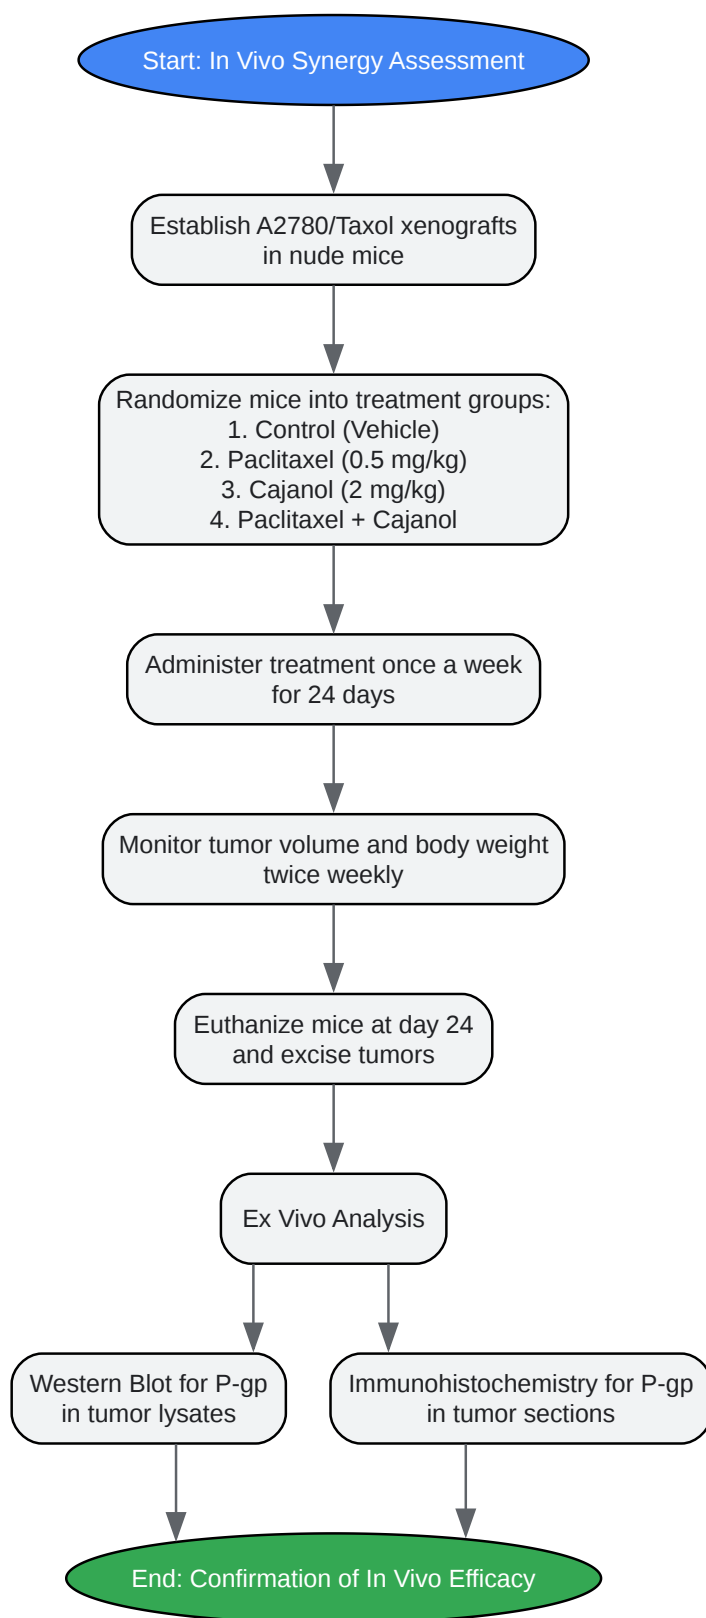 Start: In Vivo Synergy Assessment
Establish A2780/Taxol xenografts
in nude mice
Randomize mice into treatment groups:
1. Control (Vehicle)
2. Paclitaxel (0.5 mg/kg)
3. Cajanol (2 mg/kg)
4. Paclitaxel + Cajanol
Administer treatment once a week
for 24 days
Monitor tumor volume and body weight
twice weekly
Euthanize mice at day 24
and excise tumors
Ex Vivo Analysis
Western Blot for P-gp
in tumor lysates
Immunohistochemistry for P-gp
in tumor sections
End: Confirmation of In Vivo Efficacy